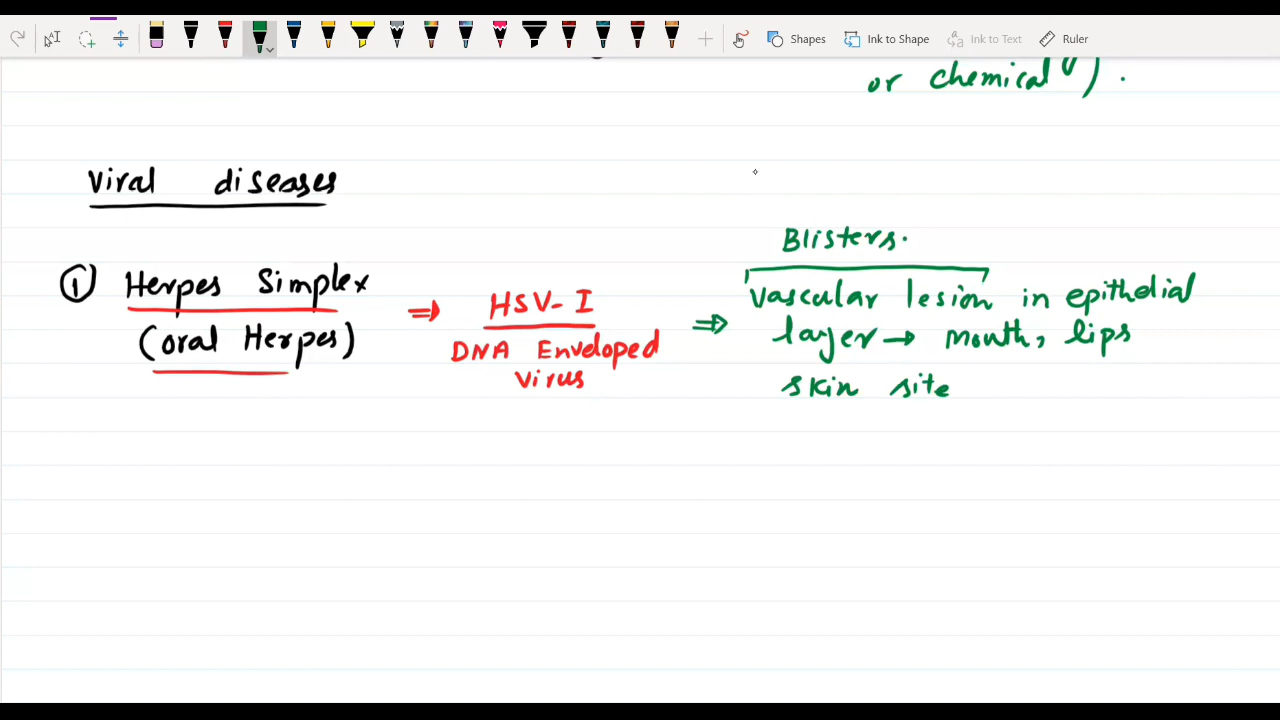 Shapes Ink to Shape Ink to Text Ruler
or chemical).
Viral diseases
Blisters.
① Herpes Simplex ⇒ HSV-I ⇒ vascular lesion in epithelial
(oral Herpes) DNA Enveloped layer → mouth, lips
Virus skin site